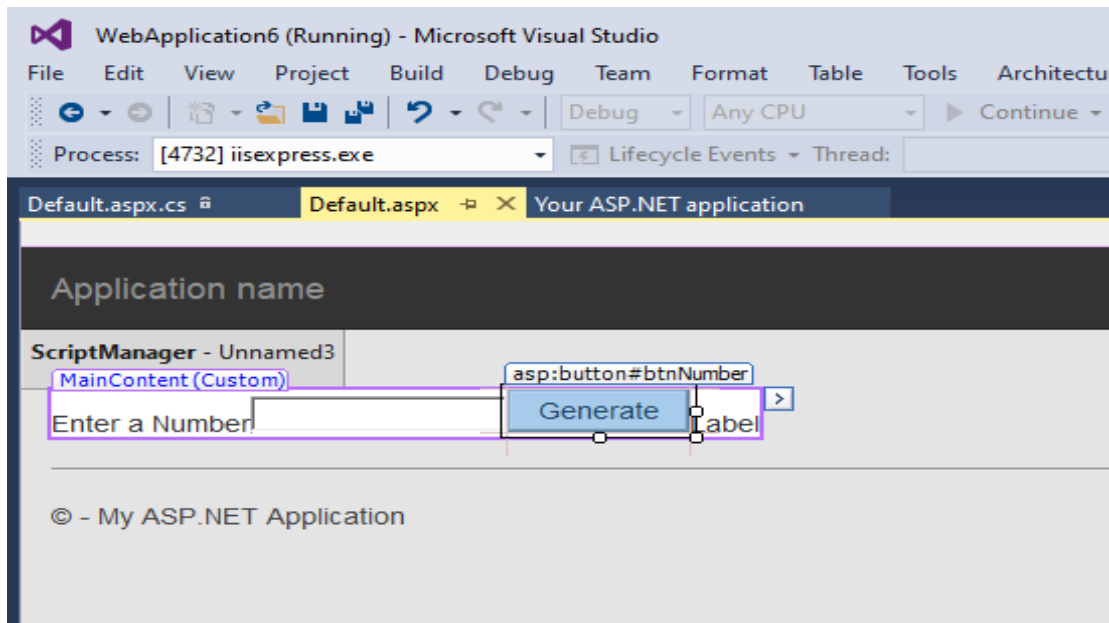 WebApplication6 (Running) - Microsoft Visual Studio
File Edit View Project Build Debug Team Format Table Tools Architectu
Debug Any CPU Continue
Process: [4732] iisexpress.exe Lifecycle Events Thread:
Default.aspx.cs Default.aspx Your ASP.NET application
Application name
ScriptManager - Unnamed3
MainContent (Custom) asp:button#btnNumber
Enter a Number Generate Label
© - My ASP.NET Application